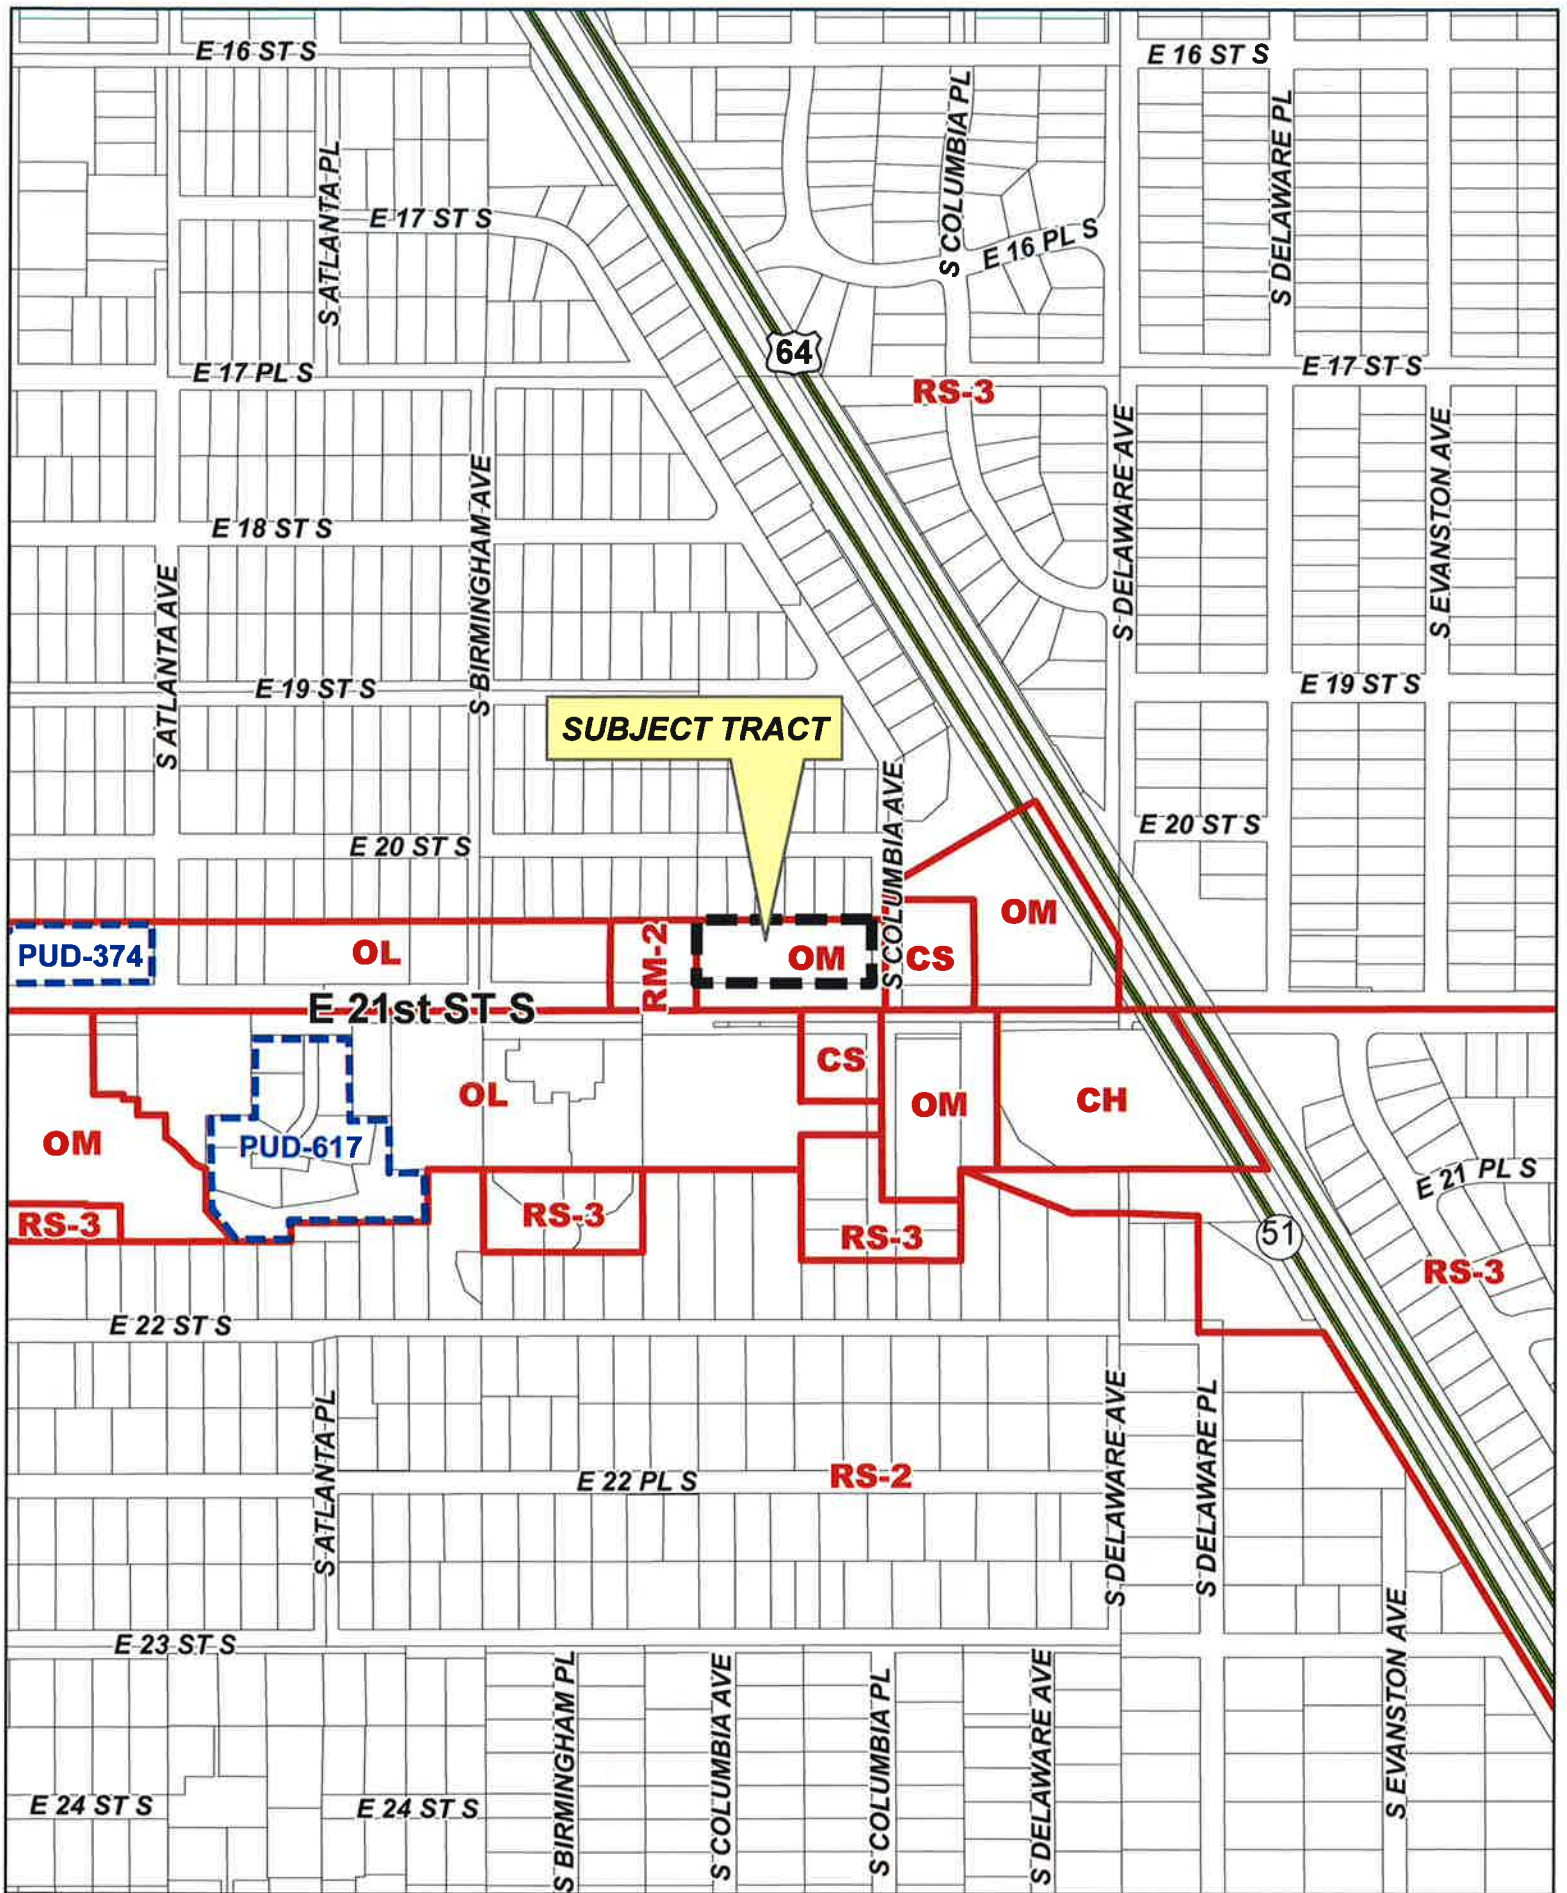 E 16 ST S
E 16 ST S
S COLUMBIA PL
S DELAWARE PL
S ATLANTA PL
E 17 ST S
E 16 PL S
64
E 17 PL S
E 17 ST S
RS-3
S DELAWARE AVE
S EVANSTON AVE
S BIRMINGHAM AVE
E 18 ST S
S ATLANTA AVE
E 19 ST S
E 19 ST S
SUBJECT TRACT
S COLUMBIA AVE
E 20 ST S
E 20 ST S
OM
PUD-374
OL
RM-2
OM
CS
E 21st ST S
CS
OL
OM
CH
OM
PUD-617
E 21 PL S
RS-3
RS-3
RS-3
51
RS-3
E 22 ST S
S ATLANTA PL
S DELAWARE AVE
S DELAWARE PL
RS-2
E 22 PL S
E 23 ST S
S EVANSTON AVE
S BIRMINGHAM PL
S COLUMBIA AVE
S COLUMBIA PL
S DELAWARE AVE
E 24 ST S
E 24 ST S